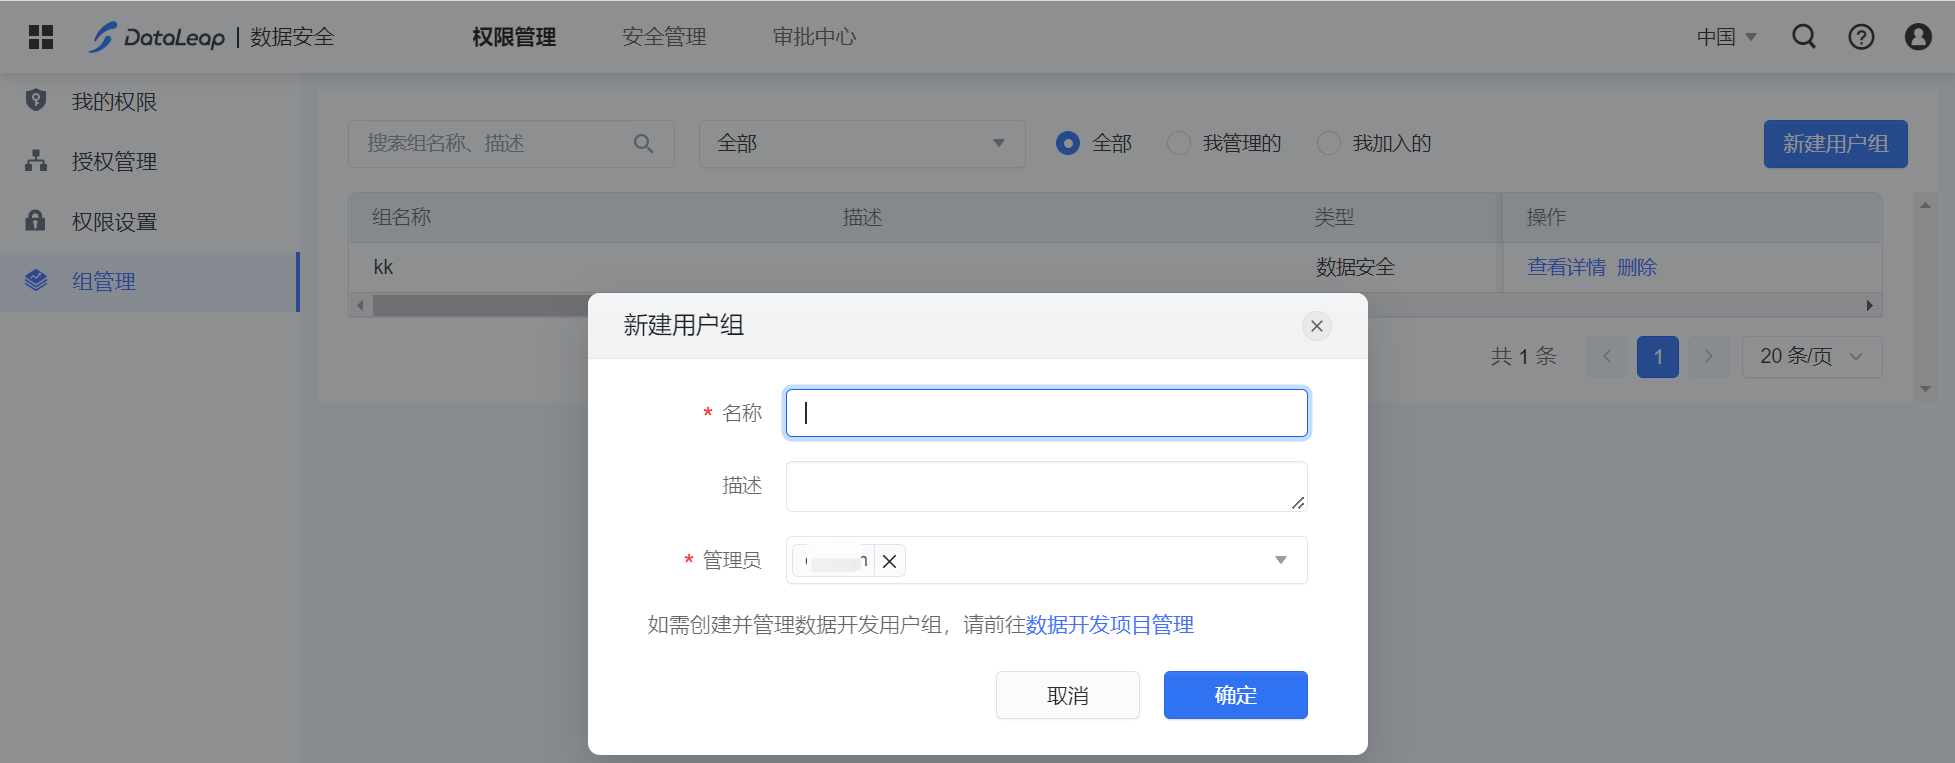 DataLeap | 数据安全 权限管理 安全管理 审批中心 中国
我的权限
授权管理
权限设置
组管理
搜索组名称、描述 全部 全部 我管理的 我加入的 新建用户组
组名称 描述 类型 操作
kk 数据安全 查看详情 删除
共 1 条 1 20 条/页
新建用户组
* 名称
描述
* 管理员
如需创建并管理数据开发用户组，请前往数据开发项目管理
取消 确定